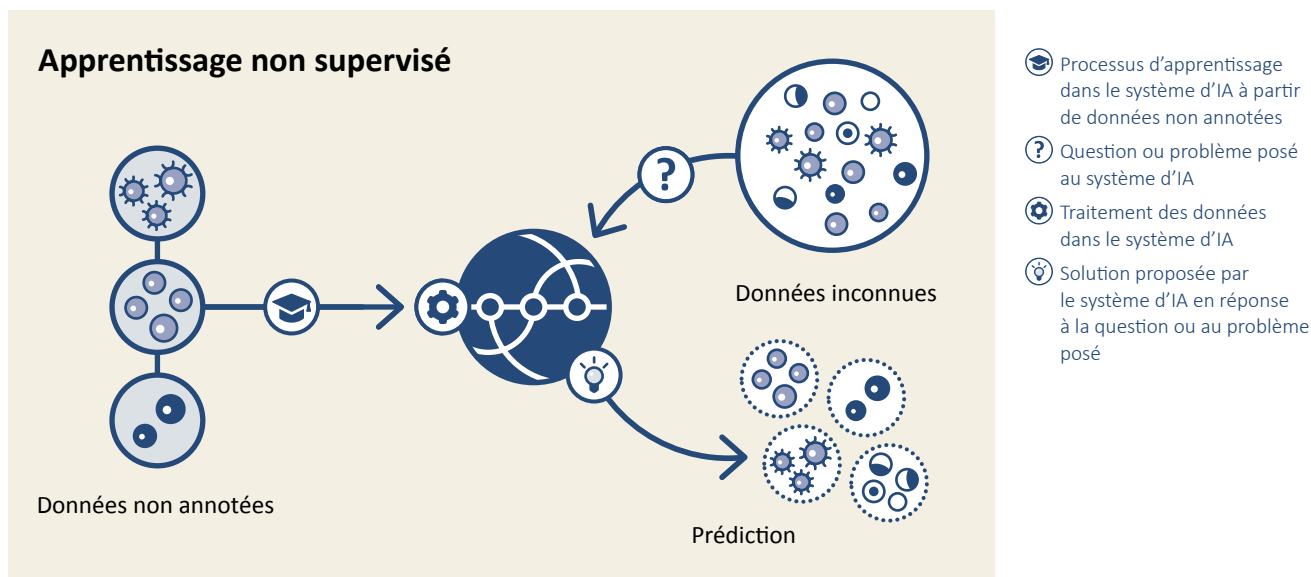 Apprentissage non supervisé
?
Données inconnues
Données non annotées
Prédiction
Processus d'apprentissage
dans le système d'IA à partir
de données non annotées
?
Question ou problème posé
au système d'IA
Traitement des données
dans le système d'IA
Solution proposée par
le système d'IA en réponse
à la question ou au problème
posé